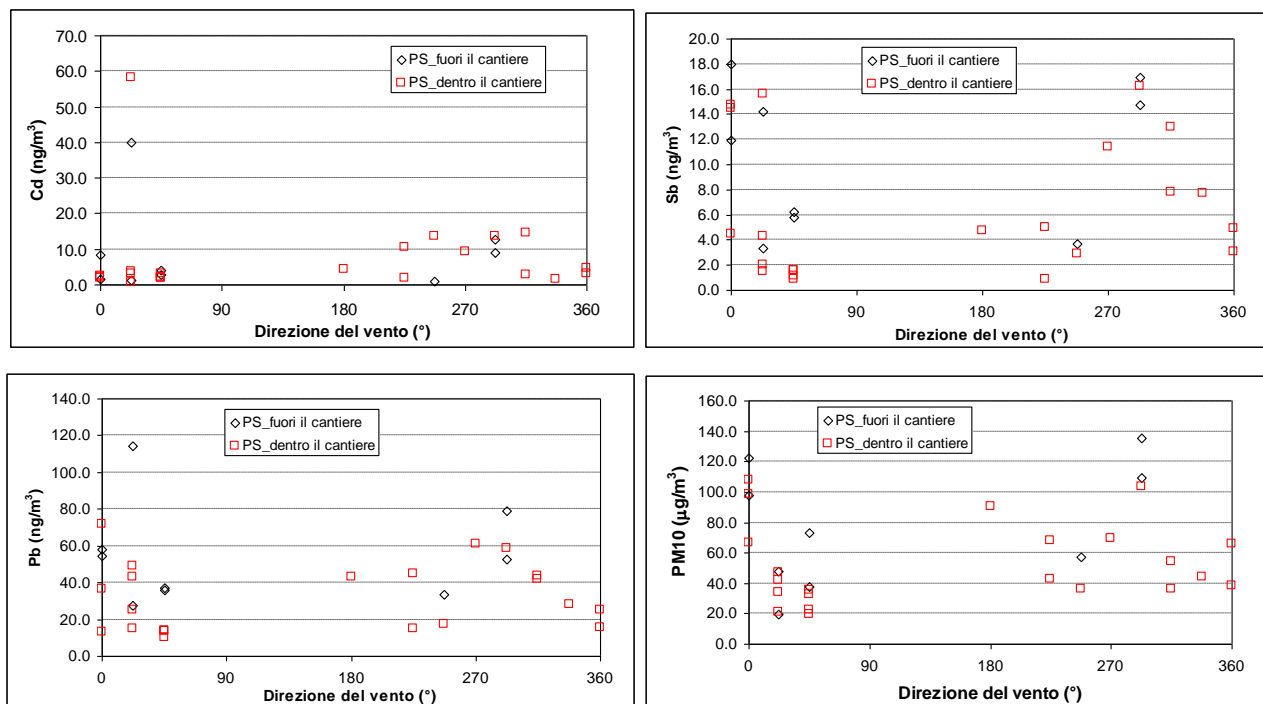 70.0
60.0
50.0
40.0
30.0
20.0
10.0
0.0
Cd (ng/m³)
PS_fuori il cantiere
PS_dentro il cantiere
0 90 180 270 360
Direzione del vento (°)
20.0
18.0
16.0
14.0
12.0
10.0
8.0
6.0
4.0
2.0
0.0
Sb (ng/m³)
PS_fuori il cantiere
PS_dentro il cantiere
0 90 180 270 360
Direzione del vento (°)
140.0
120.0
100.0
80.0
60.0
40.0
20.0
0.0
Pb (ng/m³)
PS_fuori il cantiere
PS_dentro il cantiere
0 90 180 270 360
Direzione del vento (°)
160.0
140.0
120.0
100.0
80.0
60.0
40.0
20.0
0.0
PM10 (µg/m³)
PS_fuori il cantiere
PS_dentro il cantiere
0 90 180 270 360
Direzione del vento (°)